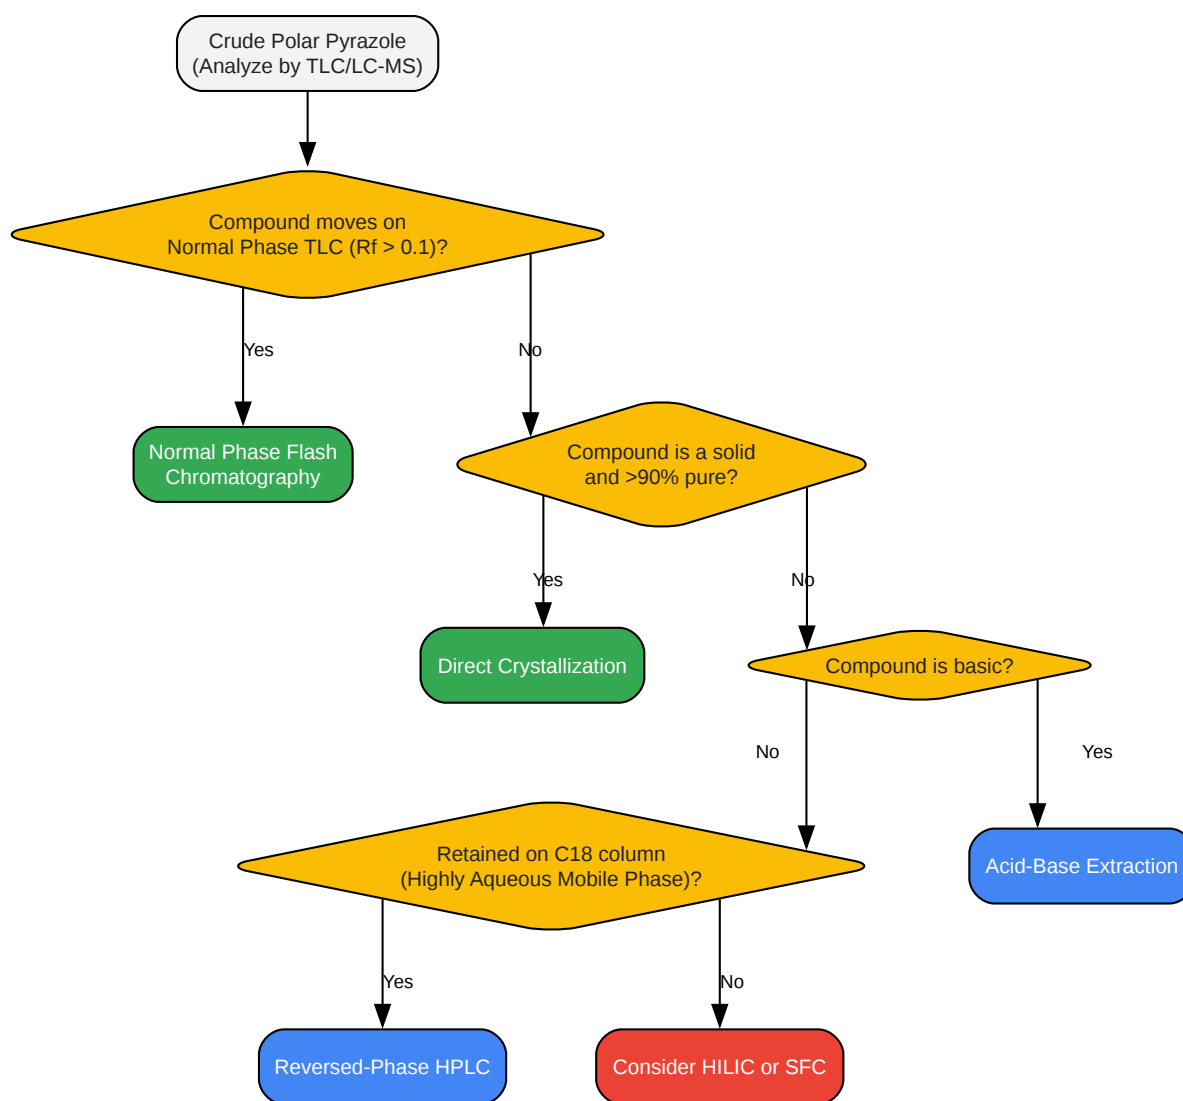 Crude Polar Pyrazole
(Analyze by TLC/LC-MS)
Compound moves on
Normal Phase TLC (Rf > 0.1)?
Yes
No
Normal Phase Flash
Chromatography
Compound is a solid
and >90% pure?
Yes
No
Direct Crystallization
Compound is basic?
No
Yes
Retained on C18 column
(Highly Aqueous Mobile Phase)?
Acid-Base Extraction
Yes
No
Reversed-Phase HPLC
Consider HILIC or SFC